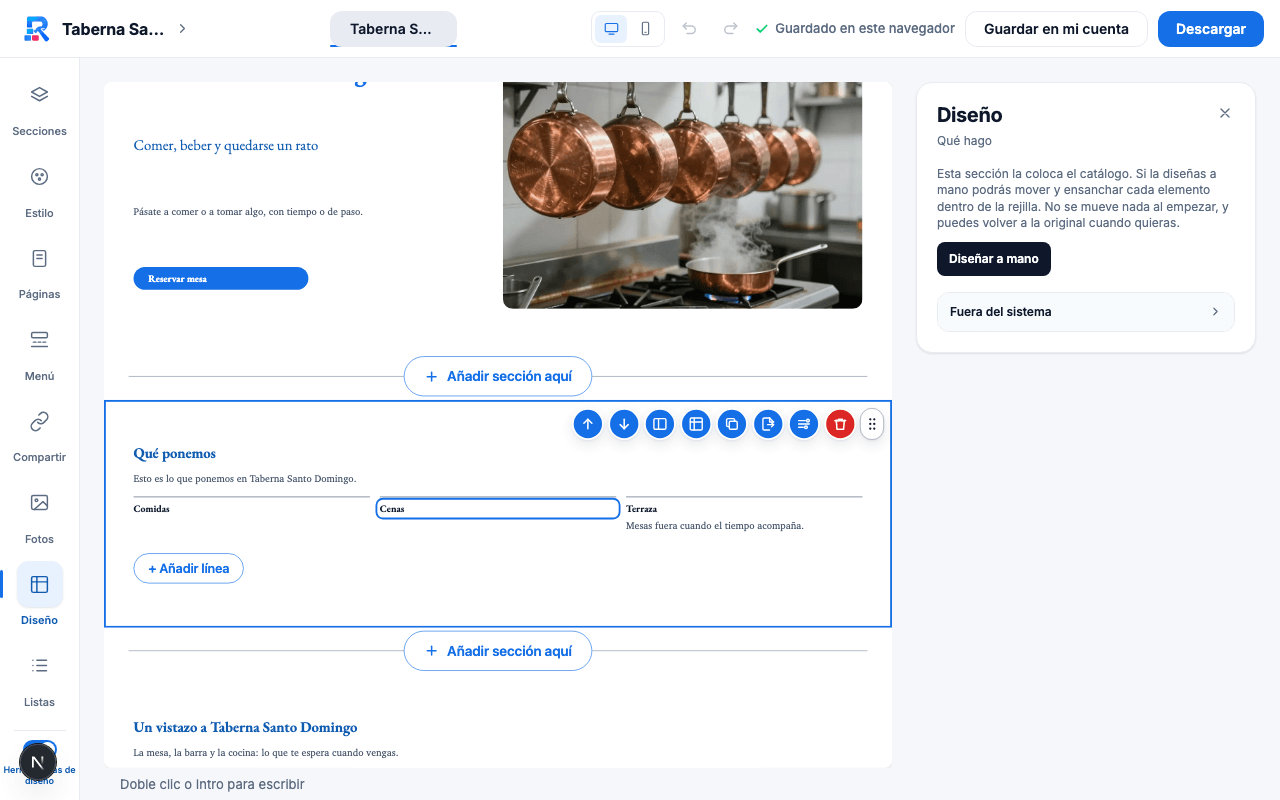 Taberna Sa...
Taberna S...
Guardado en este navegador
Guardar en mi cuenta
Descargar
Secciones
Estilo
Páginas
Menú
Compartir
Fotos
Diseño
Listas
Comer, beber y quedarse un rato
Pásate a comer o a tomar algo, con tiempo o de paso.
Reservar mesa
+ Añadir sección aquí
Qué ponemos
Esto es lo que ponemos en Taberna Santo Domingo.
Comidas
Cenas
Terraza
Mesas fuera cuando el tiempo acompaña.
+ Añadir línea
+ Añadir sección aquí
Un vistazo a Taberna Santo Domingo
La mesa, la barra y la cocina: lo que te espera cuando vengas.
Doble clic o Intro para escribir
Diseño
Qué hago
Esta sección la coloca el catálogo. Si la diseñas a
mano podrás mover y ensanchar cada elemento
dentro de la rejilla. No se mueve nada al empezar, y
puedes volver a la original cuando quieras.
Diseñar a mano
Fuera del sistema